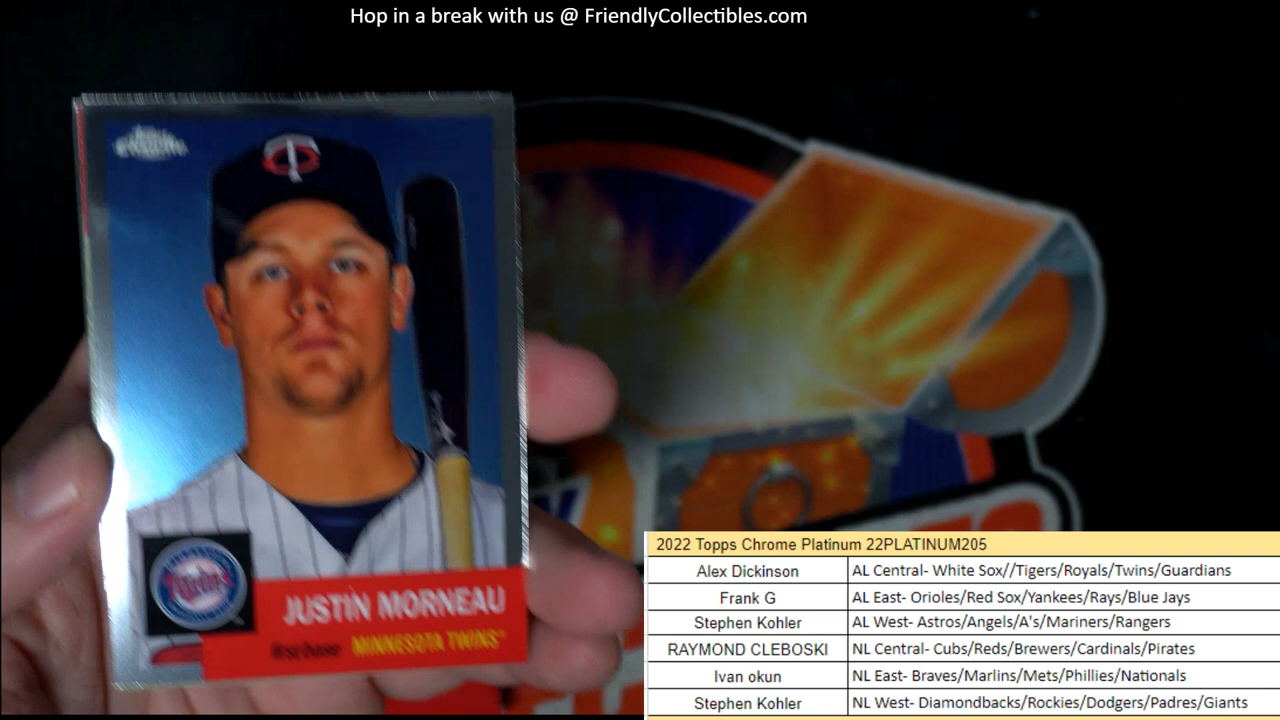 Hop in a break with us @ FriendlyCollectibles.com
Topps Chrome
TC
Twins
JUSTIN MORNEAU
First Base MINNESOTA TWINS™
2022 Topps Chrome Platinum 22PLATINUM205
Alex Dickinson AL Central- White Sox//Tigers/Royals/Twins/Guardians
Frank G AL East- Orioles/Red Sox/Yankees/Rays/Blue Jays
Stephen Kohler AL West- Astros/Angels/A's/Mariners/Rangers
RAYMOND CLEBOSKI NL Central- Cubs/Reds/Brewers/Cardinals/Pirates
Ivan okun NL East- Braves/Marlins/Mets/Phillies/Nationals
Stephen Kohler NL West- Diamondbacks/Rockies/Dodgers/Padres/Giants